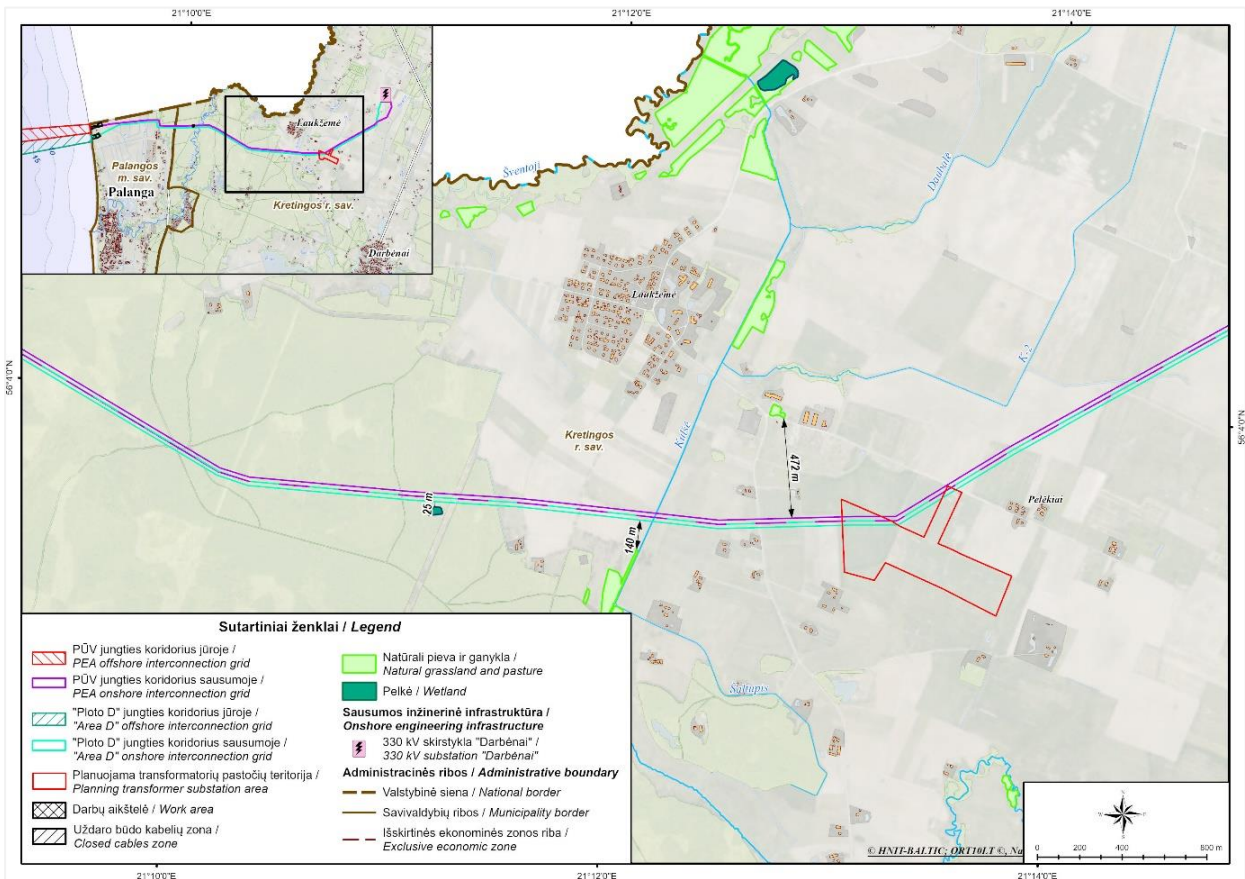 21°10'0"E
21°12'0"E
21°14'0"E
Laukžemė
Palangos
m. sav.
Palanga
Kretingos r. sav.
Darbėnai
10
15
Šventoji
Daubalė
Laukžemė
K-2
56°4'0"N
56°4'0"N
Kulšė
Kretingos
r. sav.
472 m
25 m
140 m
Pelėkiai
Šilupis
Sutartiniai ženklai / Legend
PŪV jungties koridorius jūroje /
PEA offshore interconnection grid
PŪV jungties koridorius sausumoje /
PEA onshore interconnection grid
"Ploto D" jungties koridorius jūroje /
"Area D" offshore interconnection grid
"Ploto D" jungties koridorius sausumoje /
"Area D" onshore interconnection grid
Planuojama transformatorių pastočių teritorija /
Planning transformer substation area
Darbų aikštelė / Work area
Uždaro būdo kabelių zona /
Closed cables zone
Natūrali pieva ir ganykla /
Natural grassland and pasture
Pelkė / Wetland
Sausumos inžinerinė infrastruktūra /
Onshore engineering infrastructure
330 kV skirstykla "Darbėnai" /
330 kV substation "Darbėnai"
Administracinės ribos / Administrative boundary
Valstybinė siena / National border
Savivaldybių ribos / Municipality border
Išskirtinės ekonominės zonos riba /
Exclusive economic zone
N
W
E
S
© HNIT-BALTIC; ORT10LT ©, Na
0 200 400 800 m
21°10'0"E
21°12'0"E
21°14'0"E